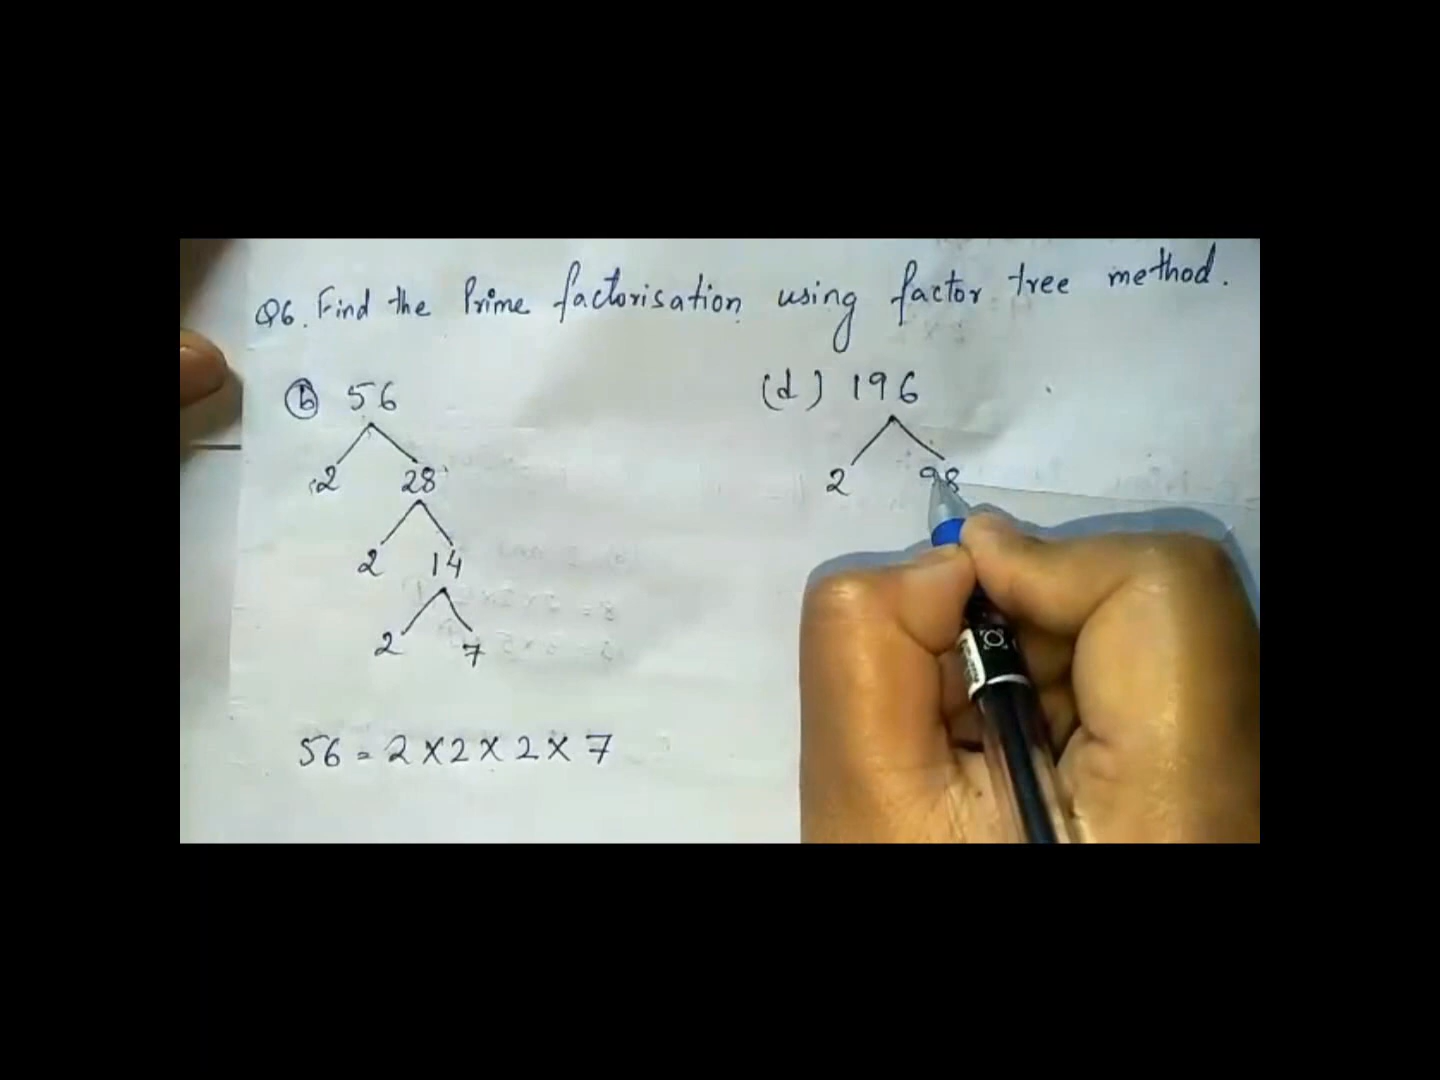 Q6. Find the Prime factorisation using factor tree method.
(b) 56
2 28
2 14
2 7
56 = 2 × 2 × 2 × 7
(d) 196
2 98